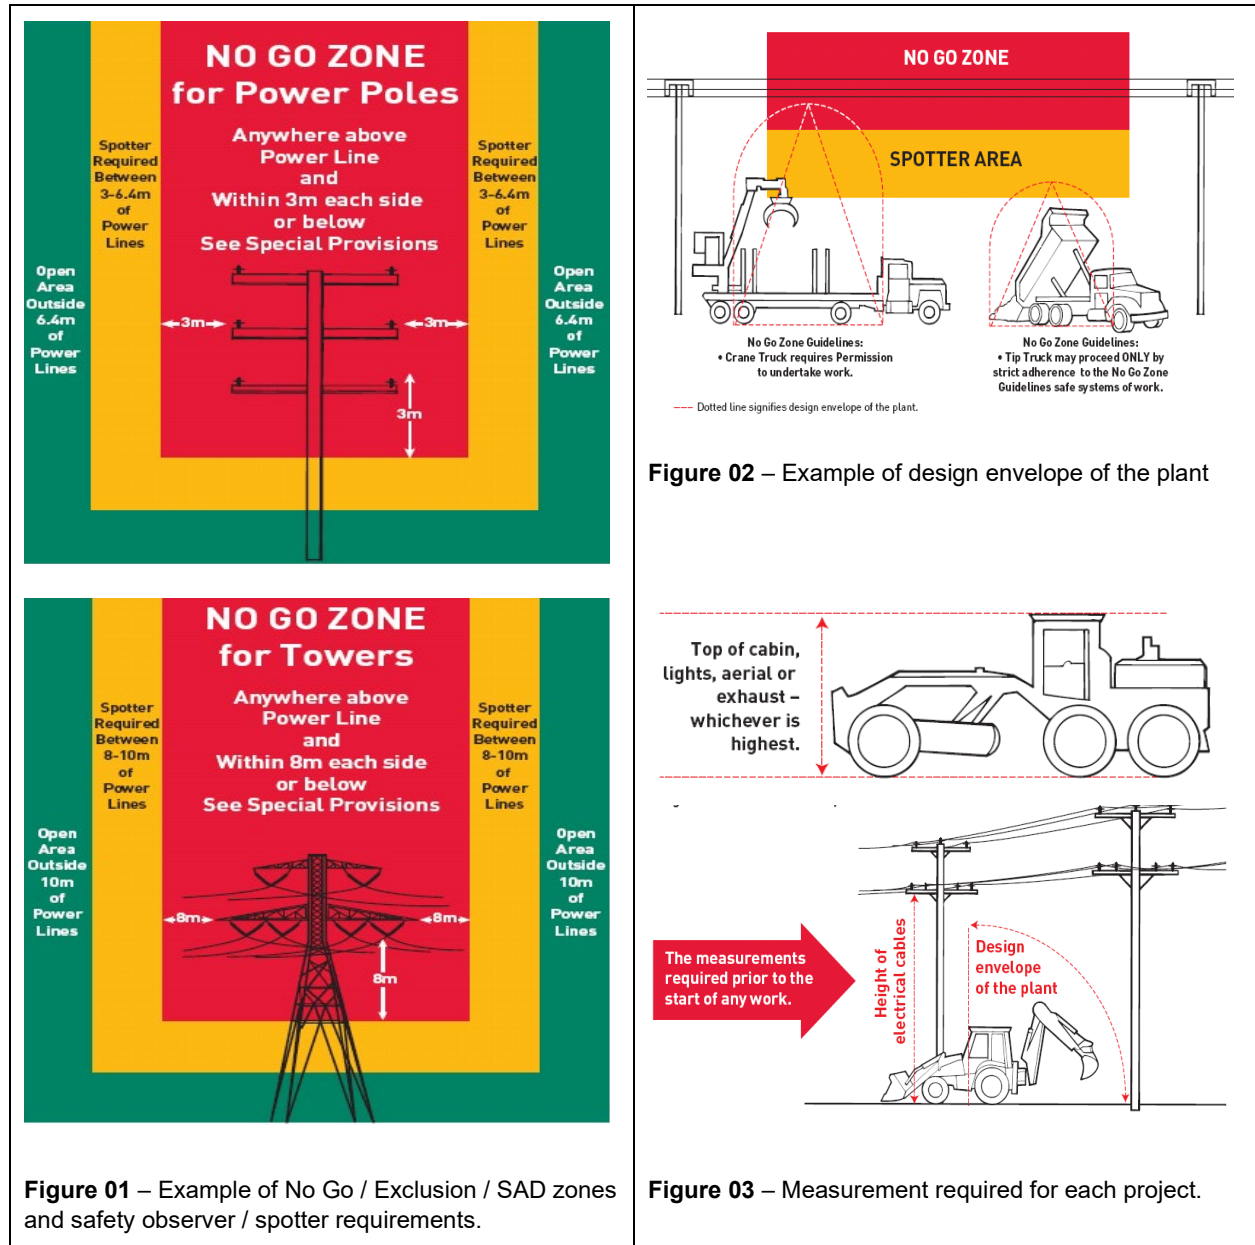 NO GO ZONE
for Power Poles
Anywhere above
Power Line
and
Within 3m each side
or below
See Special Provisions
Spotter
Required
Between
3-6.4m
of
Power
Lines
Spotter
Required
Between
3-6.4m
of
Power
Lines
Open
Area
Outside
6.4m
of
Power
Lines
Open
Area
Outside
6.4m
of
Power
Lines
3m
3m
3m
NO GO ZONE
for Towers
Anywhere above
Power Line
and
Within 8m each side
or below
See Special Provisions
Spotter
Required
Between
8-10m
of
Power
Lines
Spotter
Required
Between
8-10m
of
Power
Lines
Open
Area
Outside
10m
of
Power
Lines
Open
Area
Outside
10m
of
Power
Lines
8m
8m
8m
Figure 01 – Example of No Go / Exclusion / SAD zones
and safety observer / spotter requirements.
NO GO ZONE
SPOTTER AREA
No Go Zone Guidelines:
• Crane Truck requires Permission
to undertake work.
No Go Zone Guidelines:
• Tip Truck may proceed ONLY by
strict adherence to the No Go Zone
Guidelines safe systems of work.
Dotted line signifies design envelope of the plant.
Figure 02 – Example of design envelope of the plant
Top of cabin,
lights, aerial or
exhaust –
whichever is
highest.
The measurements
required prior to the
start of any work.
Height of
electrical cables
Design
envelope
of the plant
Figure 03 – Measurement required for each project.